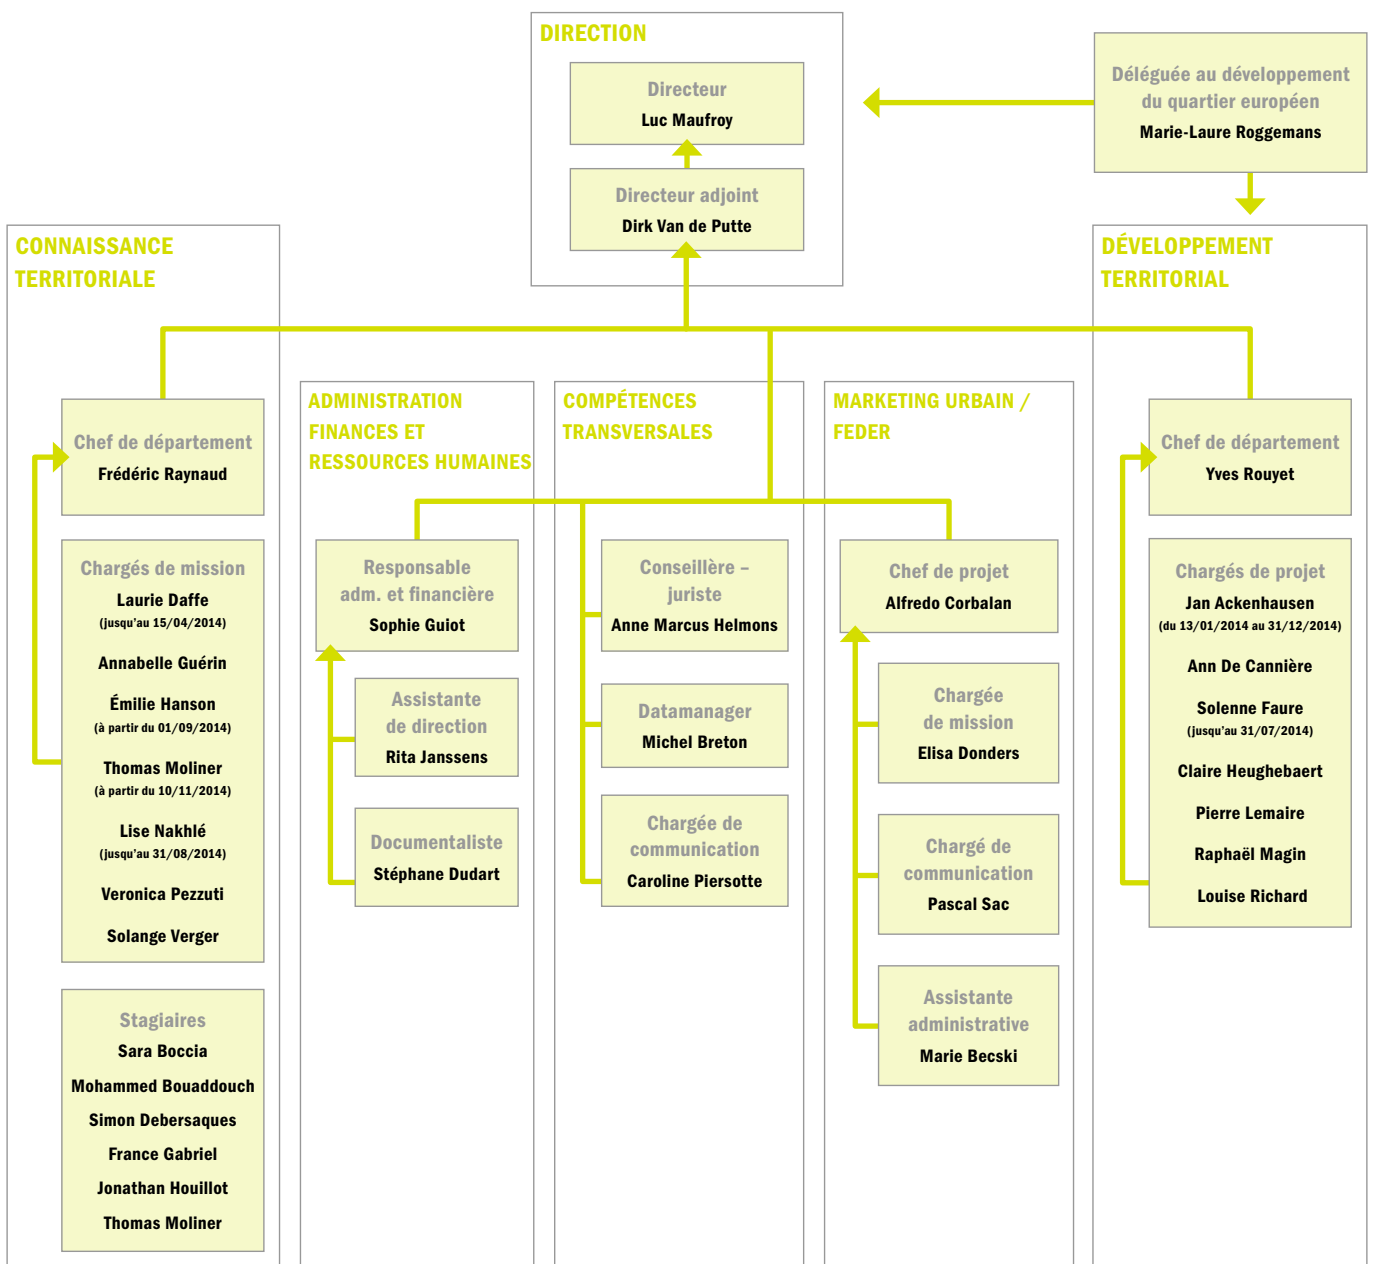 DIRECTION
Directeur
Luc Maufroy
Directeur adjoint
Dirk Van de Putte
Déléguée au développement
du quartier européen
Marie-Laure Roggemans
CONNAISSANCE
TERRITORIALE
Chef de département
Frédéric Raynaud
Chargés de mission
Laurie Daffe
(jusqu'au 15/04/2014)
Annabelle Guérin
Émilie Hanson
(à partir du 01/09/2014)
Thomas Moliner
(à partir du 10/11/2014)
Lise Nakhlé
(jusqu'au 31/08/2014)
Veronica Pezzuti
Solange Verger
Stagiaires
Sara Boccia
Mohammed Bouaddouch
Simon Debersaques
France Gabriel
Jonathan Houillot
Thomas Moliner
ADMINISTRATION
FINANCES ET
RESSOURCES HUMAINES
Responsable
adm. et financière
Sophie Guiot
Assistante
de direction
Rita Janssens
Documentaliste
Stéphane Dudart
COMPÉTENCES
TRANSVERSALES
Conseillère –
juriste
Anne Marcus Helmons
Datamanager
Michel Breton
Chargée de
communication
Caroline Piersotte
MARKETING URBAIN /
FEDER
Chef de projet
Alfredo Corbalan
Chargée
de mission
Elisa Donders
Chargé de
communication
Pascal Sac
Assistante
administrative
Marie Becski
DÉVELOPPEMENT
TERRITORIAL
Chef de département
Yves Rouyet
Chargés de projet
Jan Ackenhausen
(du 13/01/2014 au 31/12/2014)
Ann De Cannière
Solenne Faure
(jusqu'au 31/07/2014)
Claire Heughebaert
Pierre Lemaire
Raphaël Magin
Louise Richard